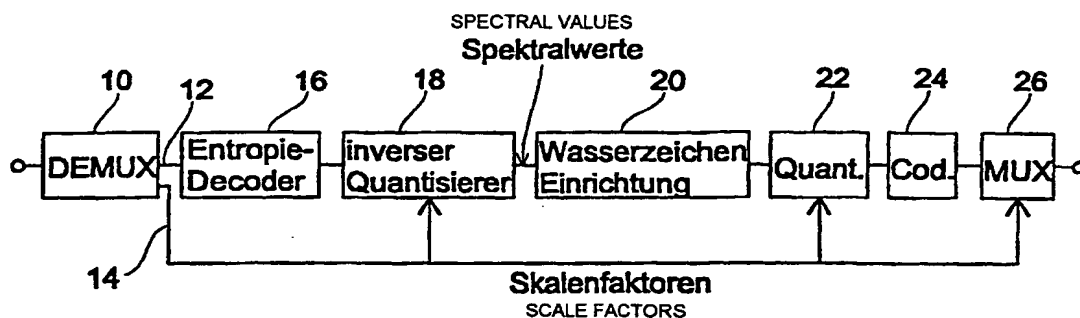 SPECTRAL VALUES
Spektralwerte
10
12
16
18
20
22
24
26
DEMUX
Entropie-
Decoder
inverser
Quantisierer
Wasserzeichen
Einrichtung
Quant.
Cod.
MUX
14
Skalenfaktoren
SCALE FACTORS